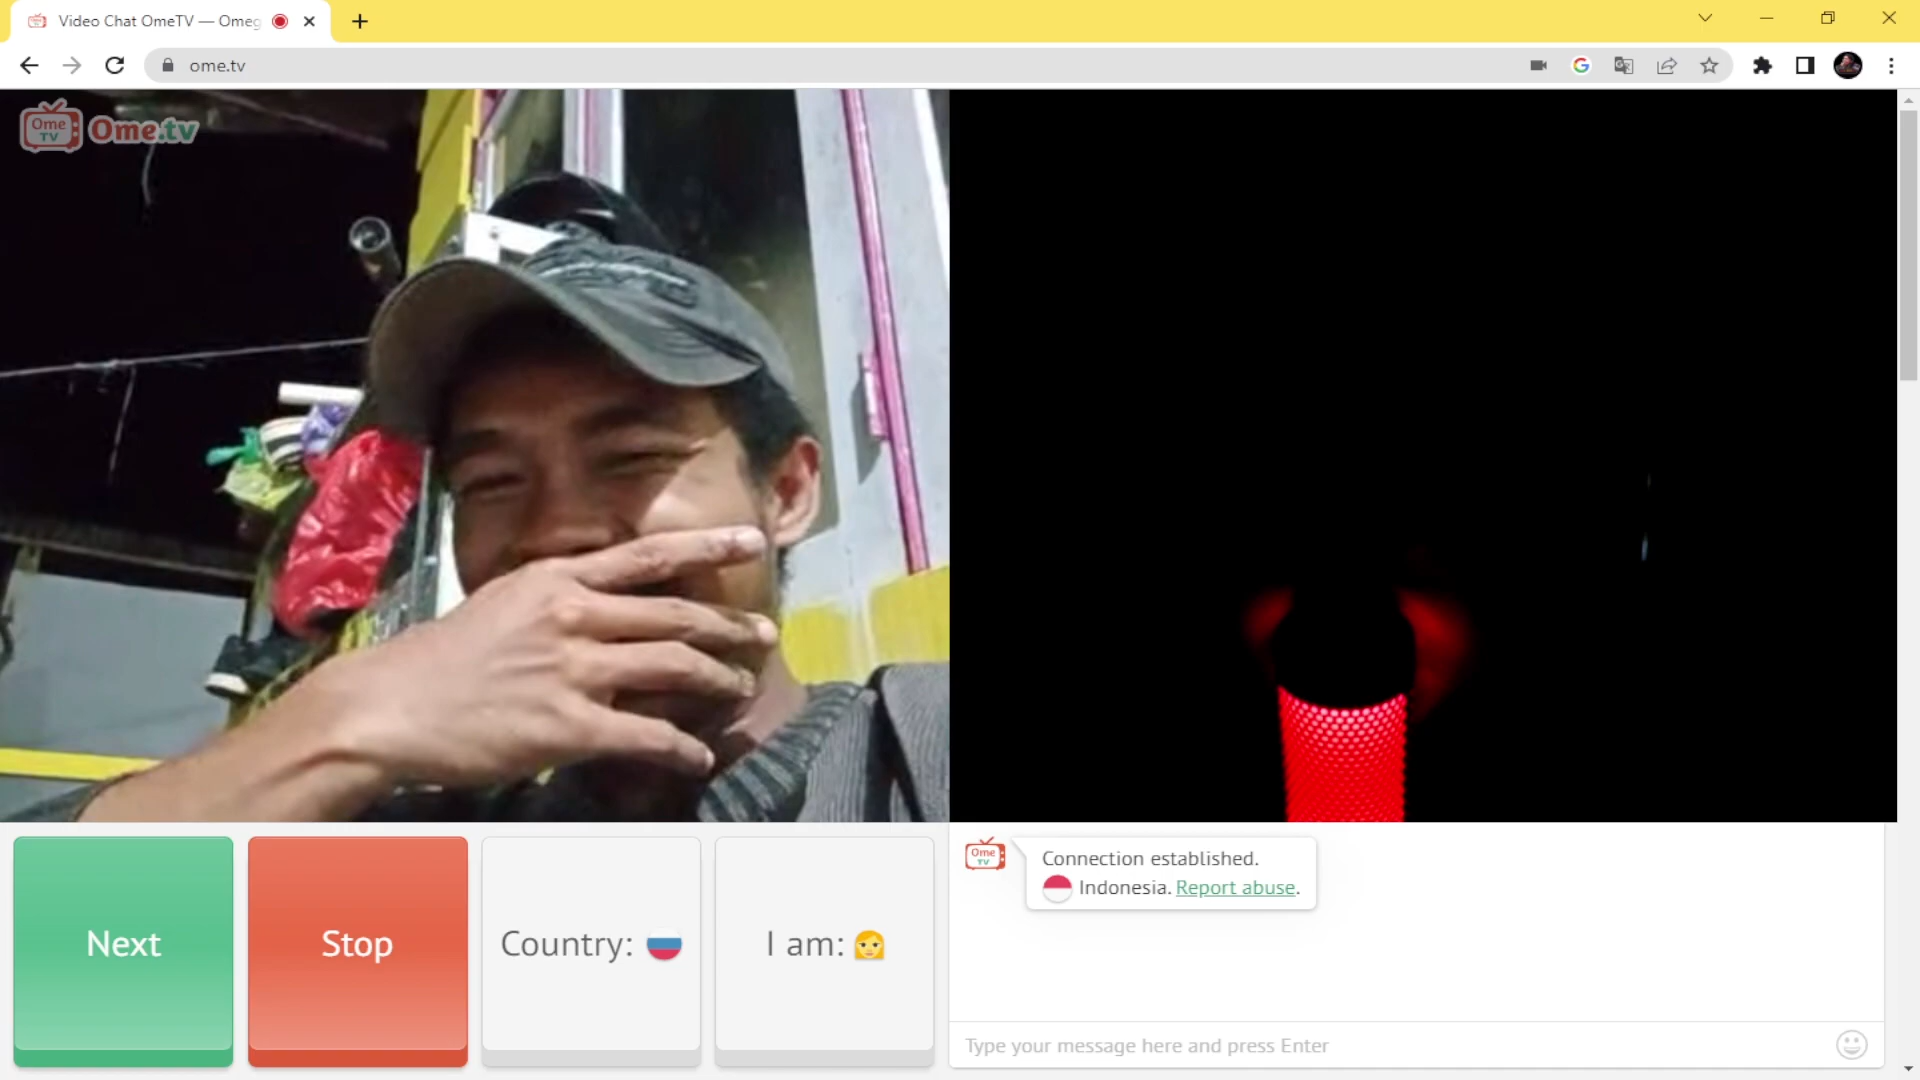 Video Chat OmeTV — Omeg
ome.tv
Ome TV Ome.tv
Next
Stop
Country:
I am:
Ome TV
Connection established.
Indonesia. Report abuse.
Type your message here and press Enter